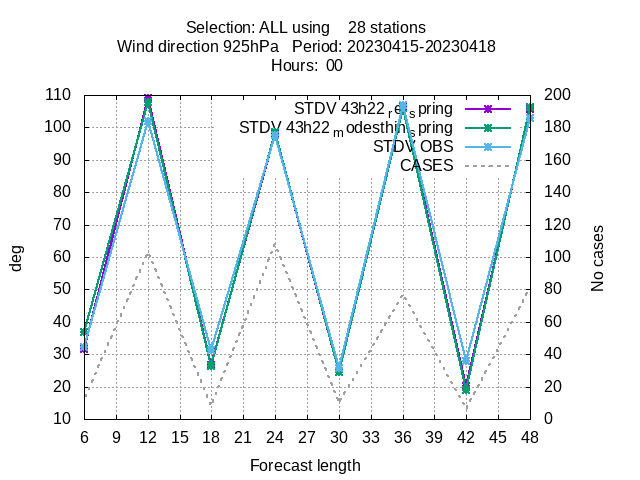 Selection: ALL using 28 stations
Wind direction 925hPa Period: 20230415-20230418
Hours: 00
STDV 43h22ref_spring
STDV 43h22modesthin_spring
STDV OBS
CASES
deg
No cases
110
100
90
80
70
60
50
40
30
20
10
200
180
160
140
120
100
80
60
40
20
0
6 9 12 15 18 21 24 27 30 33 36 39 42 45 48
Forecast length